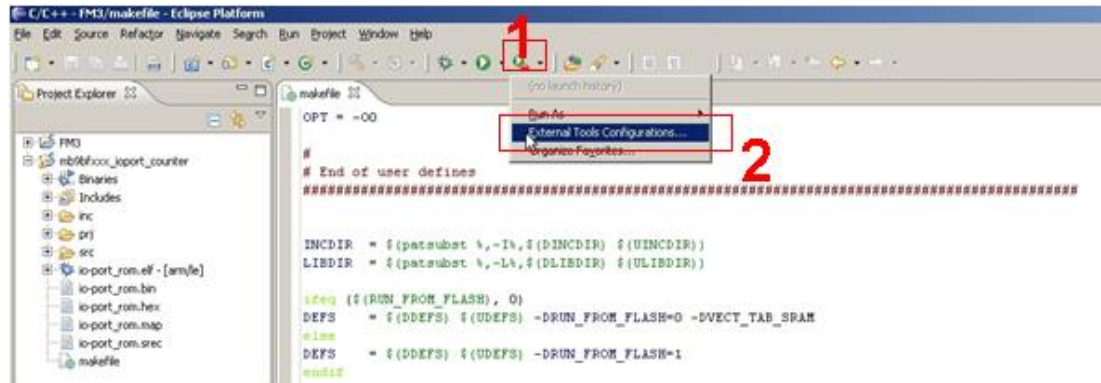 C/C++ - FM3/makefile - Eclipse Platform
File Edit Source Refactor Navigate Search Run Project Window Help
1
Project Explorer
makefile
(no launch history)
Run As
External Tools Configurations...
Organize Favorites...
2
OPT = -O0
#
# End of user defines
INCDIR = $(patsubst %,-I%,$(DINCDIR) $(UINCDIR))
LIBDIR = $(patsubst %,-L%,$(DLIBDIR) $(ULIBDIR))
ifeq ($(RUN_FROM_FLASH), 0)
DEFS = $(DDEFS) $(UDEFS) -DRUN_FROM_FLASH=0 -DVECT_TAB_SRAM
else
DEFS = $(DDEFS) $(UDEFS) -DRUN_FROM_FLASH=1
endif
FM3
mb9bfxxx_ioport_counter
Binaries
Includes
inc
prj
src
io-port_rom.elf - [arm/le]
io-port_rom.bin
io-port_rom.hex
io-port_rom.map
io-port_rom.srec
makefile